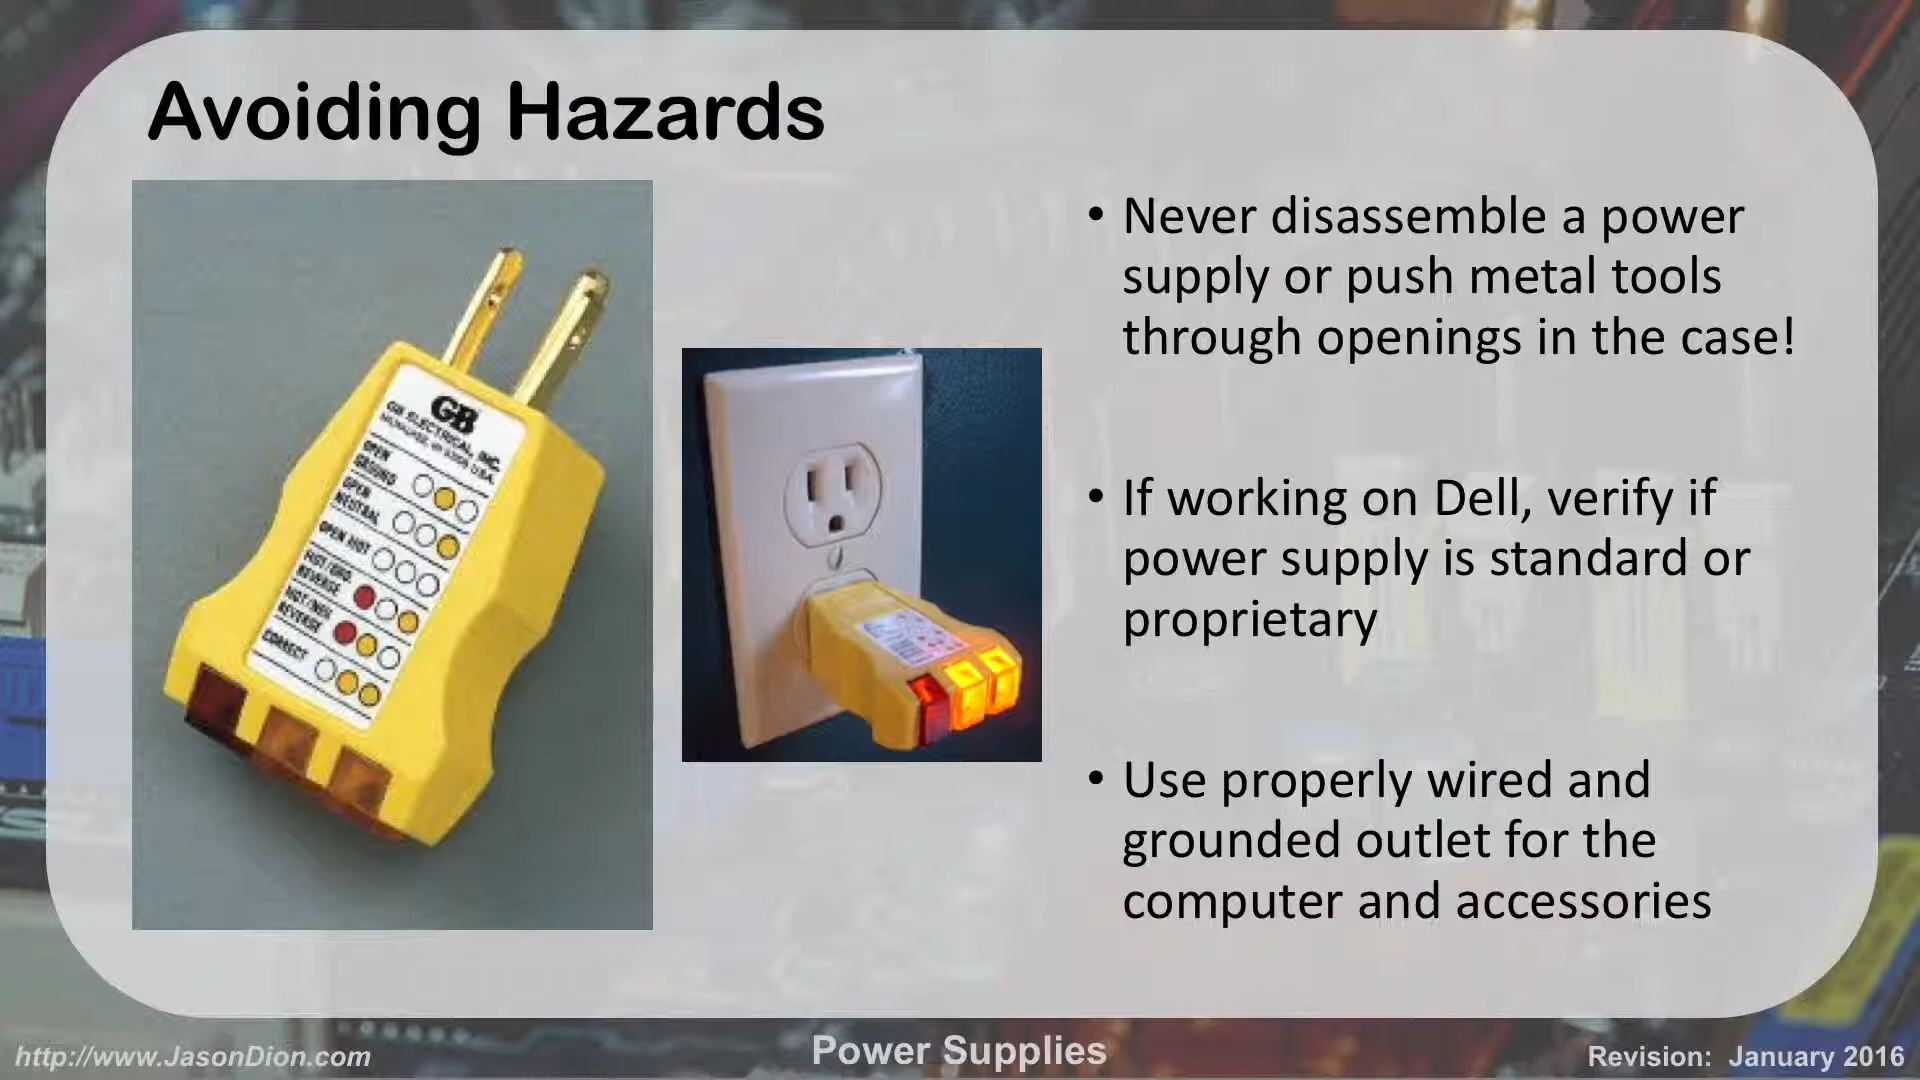 Avoiding Hazards
GB
GB ELECTRICAL, INC.
OPEN
GROUND
OPEN
NEUTRAL
OPEN HOT
HOT/GRD
REVERSE
HOT/NEU
REVERSE
CORRECT
• Never disassemble a power
supply or push metal tools
through openings in the case!
• If working on Dell, verify if
power supply is standard or
proprietary
• Use properly wired and
grounded outlet for the
computer and accessories
http://www.JasonDion.com
Power Supplies
Revision: January 2016